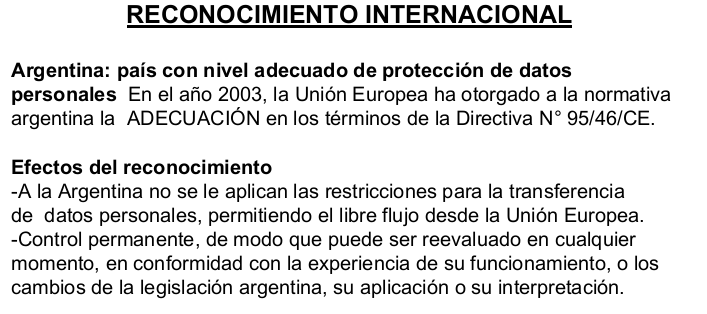 RECONOCIMIENTO INTERNACIONAL
Argentina: país con nivel adecuado de protección de datos
personales  En el año 2003, la Unión Europea ha otorgado a la normativa
argentina la  ADECUACIÓN en los términos de la Directiva N° 95/46/CE.
Efectos del reconocimiento
-A la Argentina no se le aplican las restricciones para la transferencia
de  datos personales, permitiendo el libre flujo desde la Unión Europea.
-Control permanente, de modo que puede ser reevaluado en cualquier
momento, en conformidad con la experiencia de su funcionamiento, o los
cambios de la legislación argentina, su aplicación o su interpretación.